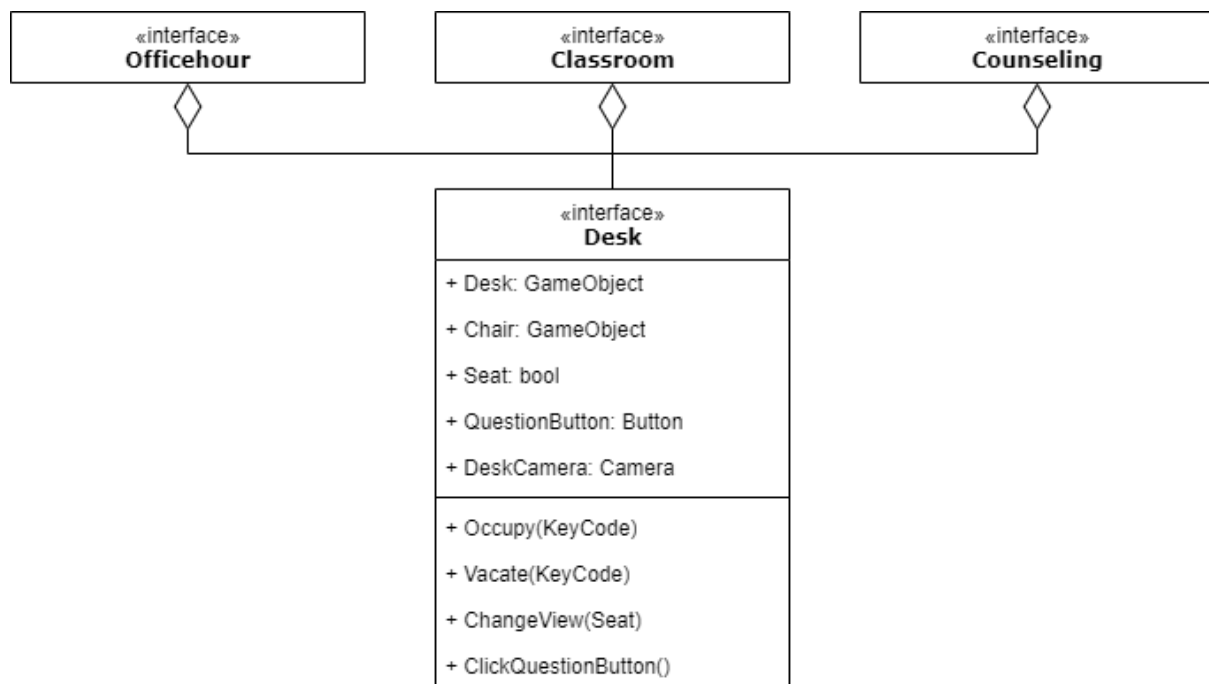 «interface»
Officehour
«interface»
Classroom
«interface»
Counseling
«interface»
Desk
+ Desk: GameObject
+ Chair: GameObject
+ Seat: bool
+ QuestionButton: Button
+ DeskCamera: Camera
+ Occupy(KeyCode)
+ Vacate(KeyCode)
+ ChangeView(Seat)
+ ClickQuestionButton()